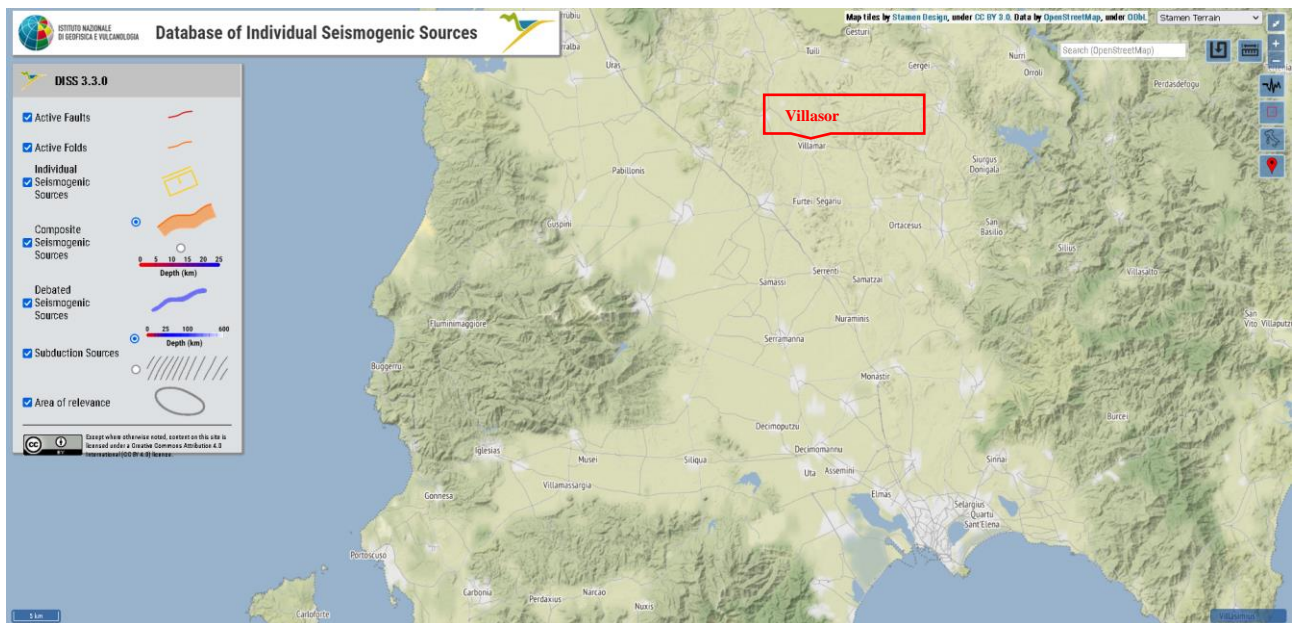 ISTITUTO NAZIONALE
DI GEOFISICA E VULCANOLOGIA
Database of Individual Seismogenic Sources
Map tiles by Stamen Design, under CC BY 3.0. Data by OpenStreetMap, under ODbL.
Stamen Terrain
Search (OpenStreetMap)
+
−
DISS 3.3.0
Active Faults
Active Folds
Individual
Seismogenic
Sources
Composite
Seismogenic
Sources
0 5 10 15 20 25
Depth (km)
Debated
Seismogenic
Sources
0 25 100 600
Depth (km)
Subduction Sources
Area of relevance
cc
BY
Except where otherwise noted, content on this site is
licensed under a Creative Commons Attribution 4.0
International (CC BY 4.0) license.
Uras
Tuili
Gesturi
Gergei
Nurri
Orroli
Perdasdefogu
Villasor
Villamar
Pabillonis
Siurgus
Donigala
Furtei Segariu
Guspini
Ortacesus
San
Basilio
Silius
Villasalto
Serrenti
Samassi
Samatzai
San
Vito
Villaputzu
Fluminimaggiore
Nuraminis
Serramanna
Buggerru
Monastir
Burcei
Decimoputzu
Iglesias
Musei
Siliqua
Decimomannu
Uta
Assemini
Sinnai
Villamassargia
Gonnesa
Elmas
Selargius
Quartu
Sant'Elena
Portoscuso
Carbonia
Perdaxius
Narcao
Nuxis
Carloforte
Villasimius
5 km